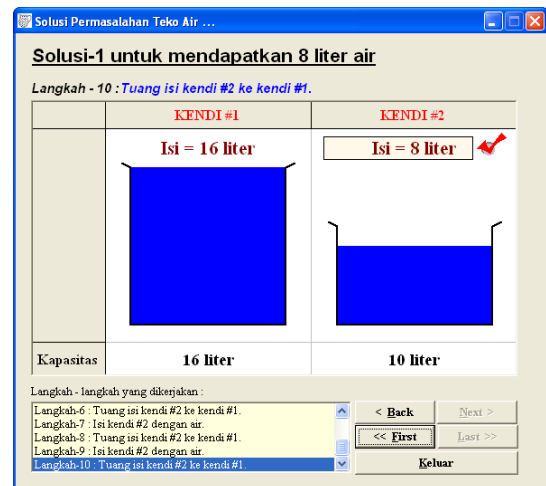 Solusi Permasalahan Teko Air ...
Solusi-1 untuk mendapatkan 8 liter air
Langkah - 10 : Tuang isi kendi #2 ke kendi #1.
KENDI #1
KENDI #2
Isi = 16 liter
Isi = 8 liter
Kapasitas
16 liter
10 liter
Langkah - langkah yang dikerjakan :
Langkah-6 : Tuang isi kendi #2 ke kendi #1.
Langkah-7 : Isi kendi #2 dengan air.
Langkah-8 : Tuang isi kendi #2 ke kendi #1.
Langkah-9 : Isi kendi #2 dengan air.
Langkah-10 : Tuang isi kendi #2 ke kendi #1.
< Back
Next >
<< First
Last >>
Keluar